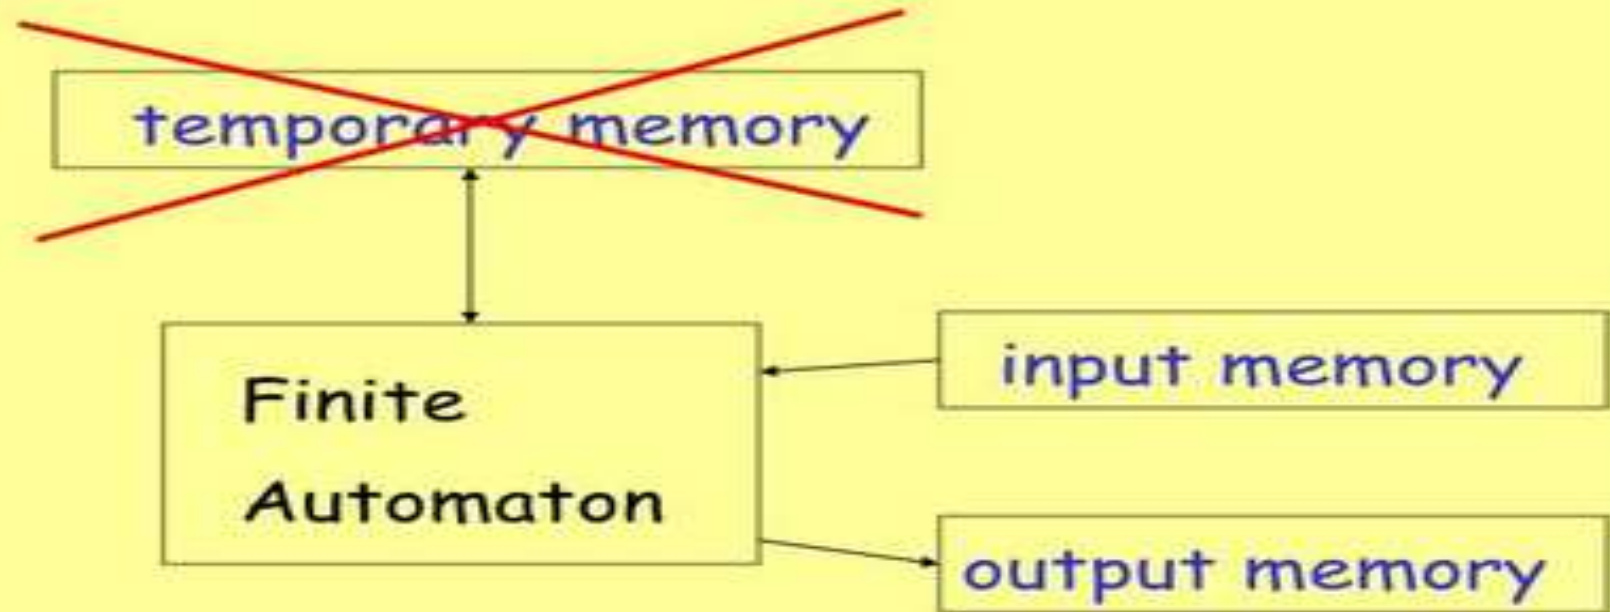 temporary memory
Finite
Automaton
input memory
output memory